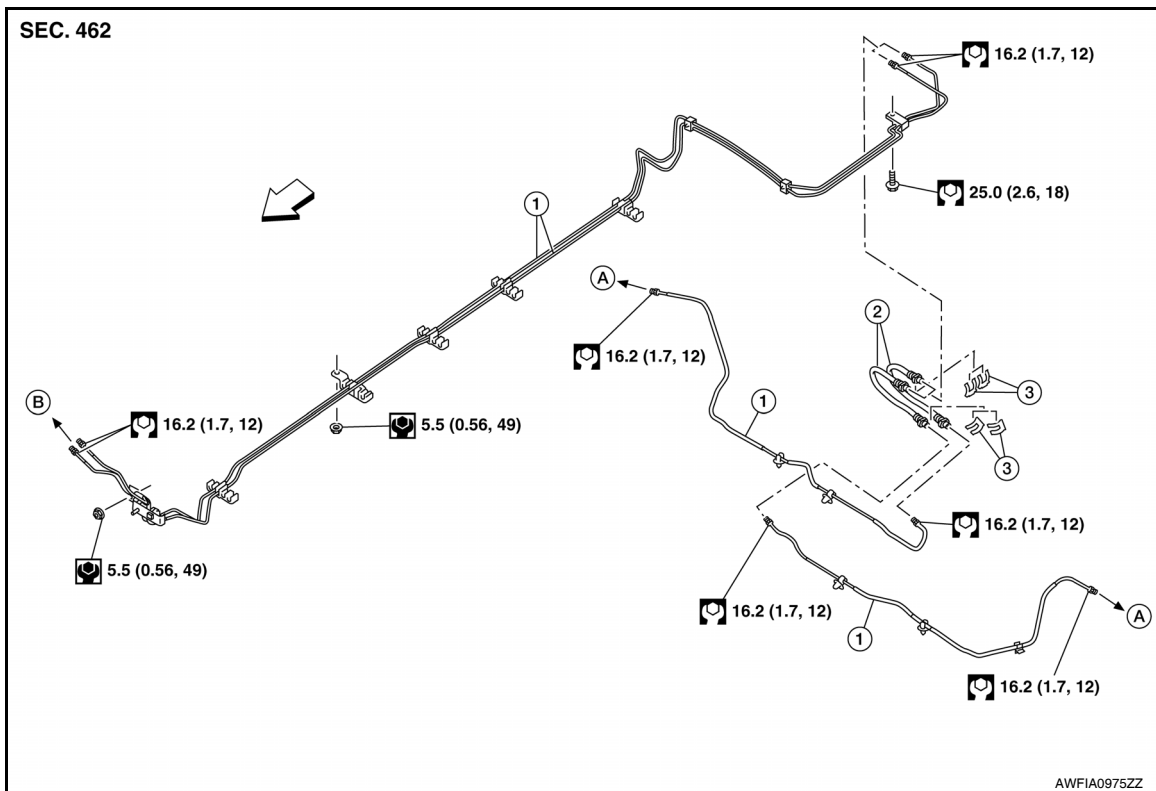 SEC. 462
16.2 (1.7, 12)
25.0 (2.6, 18)
1
A
2
16.2 (1.7, 12)
3
B
1
16.2 (1.7, 12)
5.5 (0.56, 49)
3
16.2 (1.7, 12)
5.5 (0.56, 49)
16.2 (1.7, 12)
1
A
16.2 (1.7, 12)
AWFIA0975ZZ